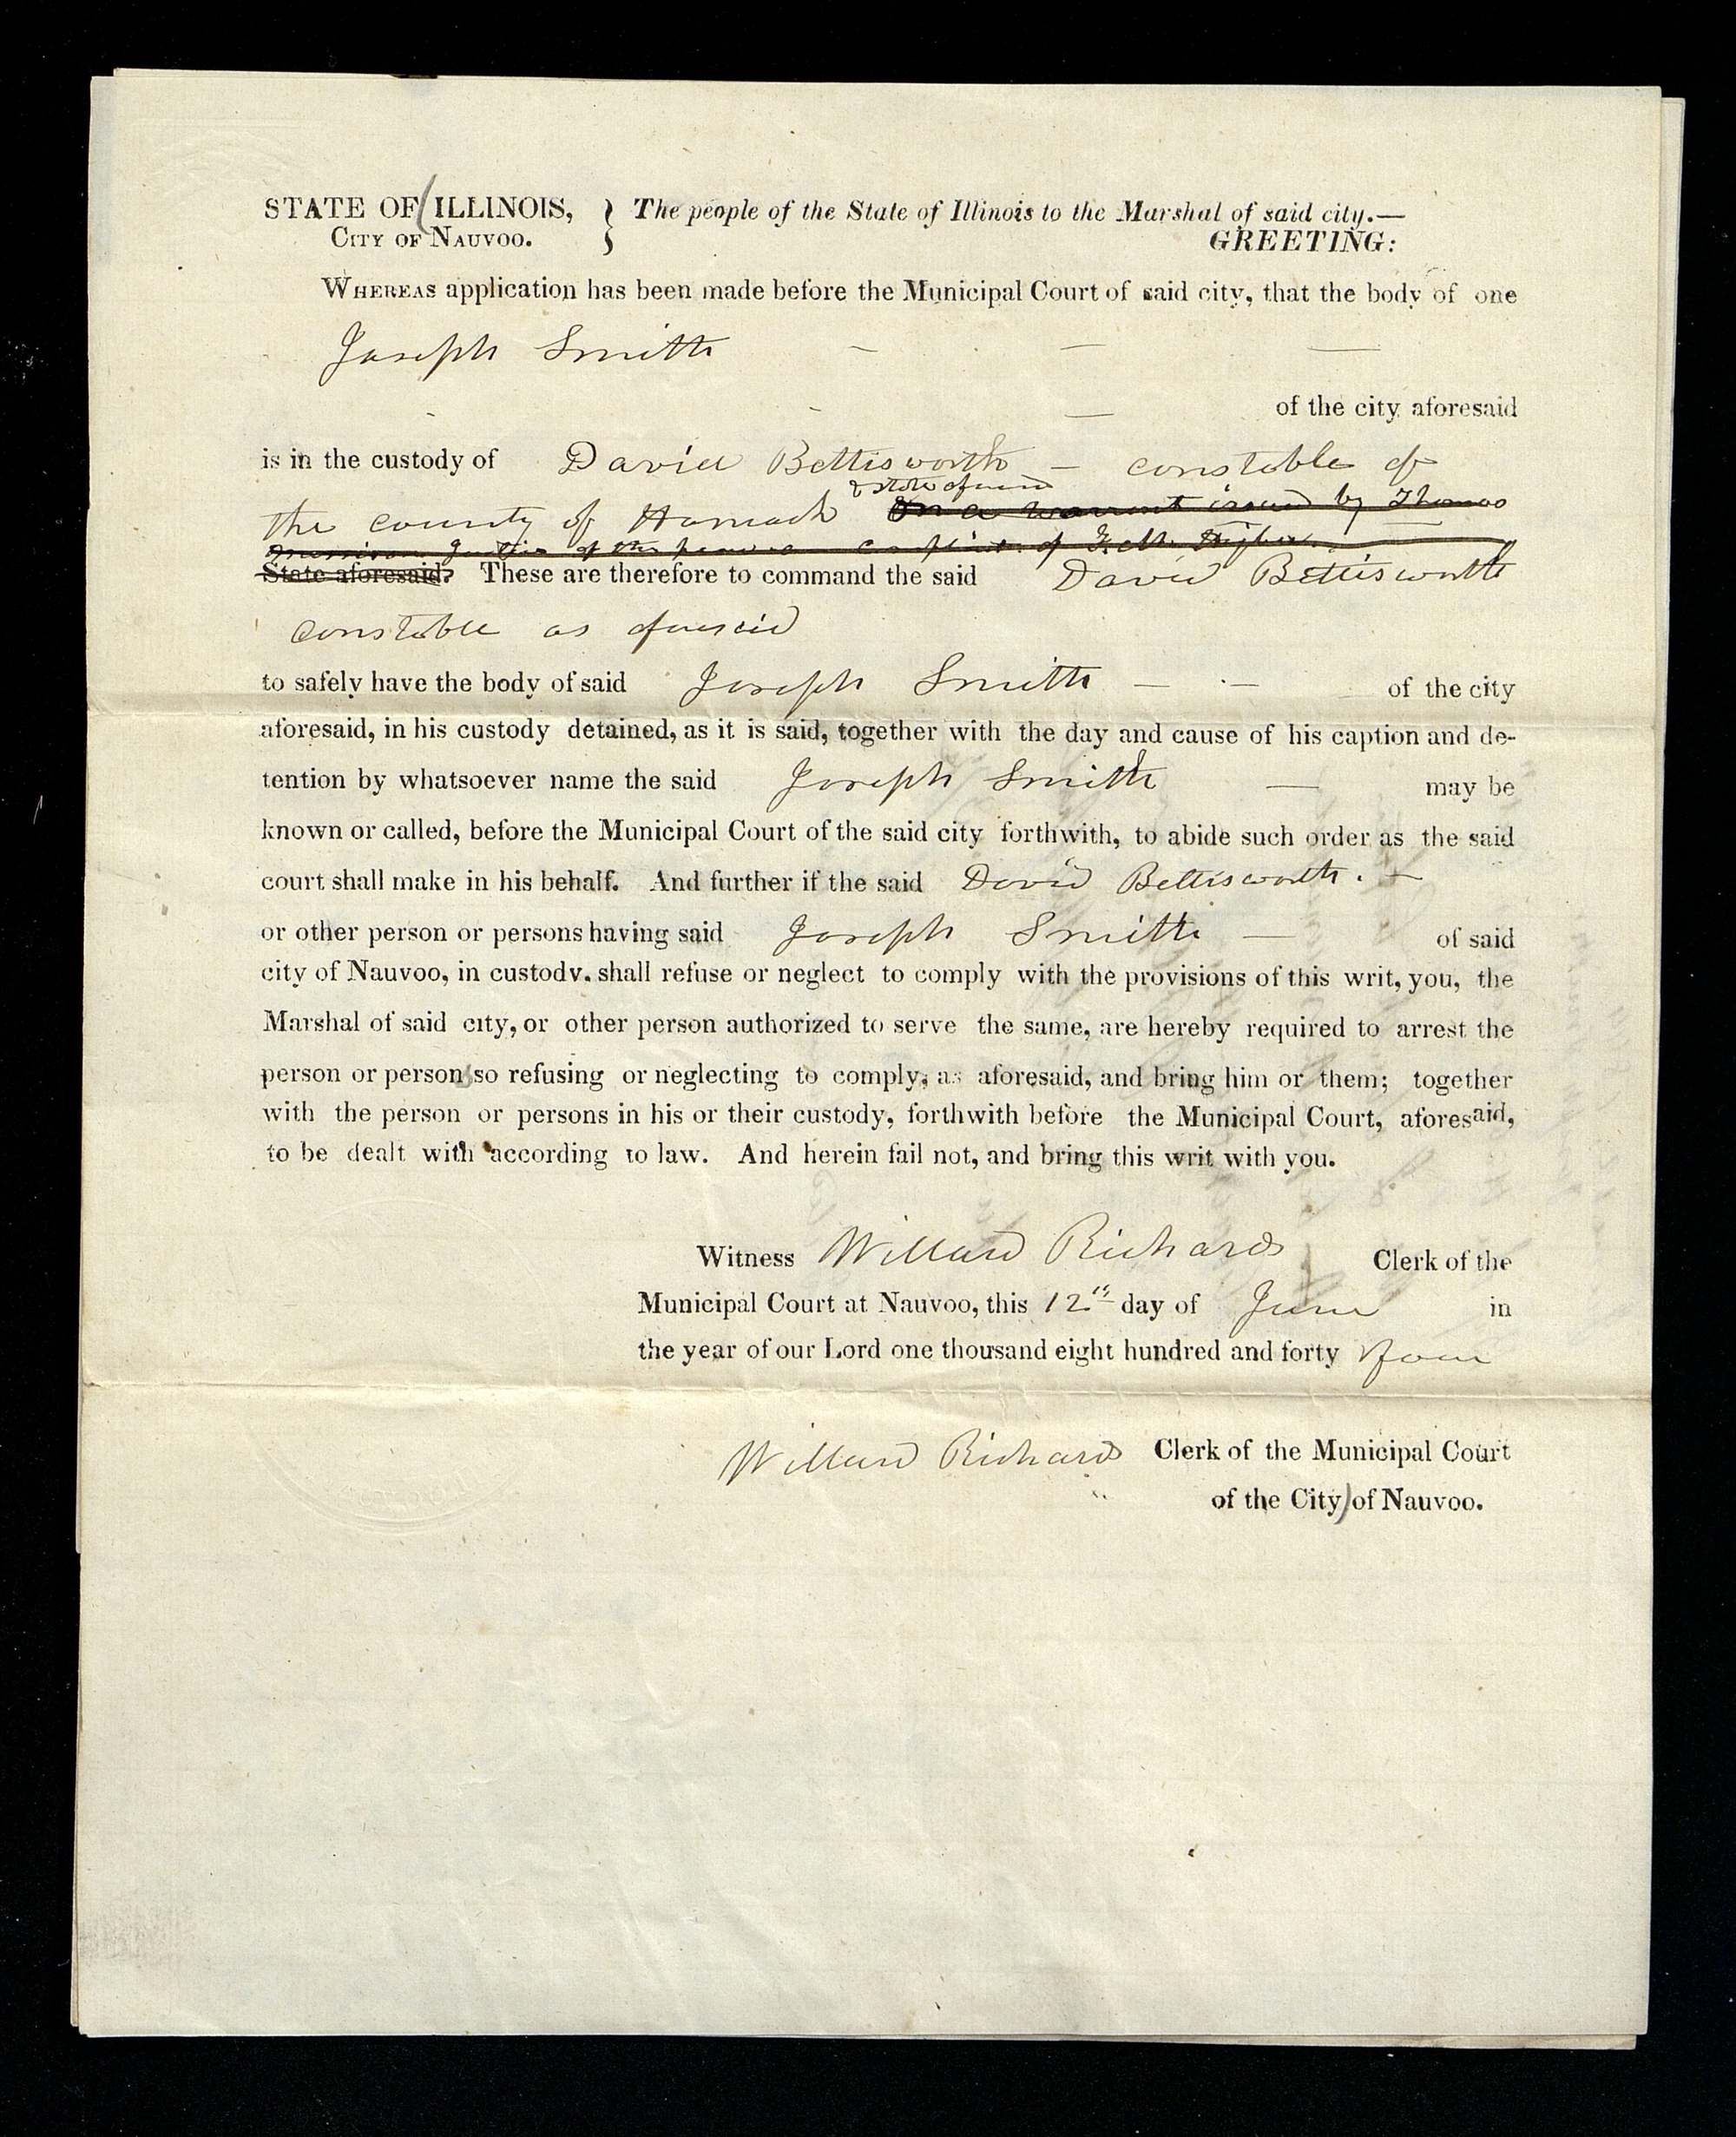 STATE OF ( ILLINOIS, } The people of the State of Illinois to the Marshal of said city.—
CITY OF NAUVOO. GREETING:
WHEREAS application has been made before the Municipal Court of said city, that the body of one
Joseph Smith — — —
— of the city aforesaid
is in the custody of David Bettisworth — constable of
& state aforesaid
the county of Hancock On a warrant issued by Thomas
Morrison Justice of the peace complaint of F. M. Higbee
State aforesaid. These are therefore to command the said David Bettisworth
constable as aforesaid
to safely have the body of said Joseph Smith — — of the city
aforesaid, in his custody detained, as it is said, together with the day and cause of his caption and de-
tention by whatsoever name the said Joseph Smith — may be
known or called, before the Municipal Court of the said city forthwith, to abide such order as the said
court shall make in his behalf. And further if the said David Bettisworth. —
or other person or persons having said Joseph Smith — of said
city of Nauvoo, in custody. shall refuse or neglect to comply with the provisions of this writ, you, the
Marshal of said city, or other person authorized to serve the same, are hereby required to arrest the
person or person so refusing or neglecting to comply, as aforesaid, and bring him or them; together
with the person or persons in his or their custody, forthwith before the Municipal Court, aforesaid,
to be dealt with according to law. And herein fail not, and bring this writ with you.
Witness Willard Richards Clerk of the
Municipal Court at Nauvoo, this 12th day of June in
the year of our Lord one thousand eight hundred and forty four
Willard Richards Clerk of the Municipal Court
of the City ) of Nauvoo.